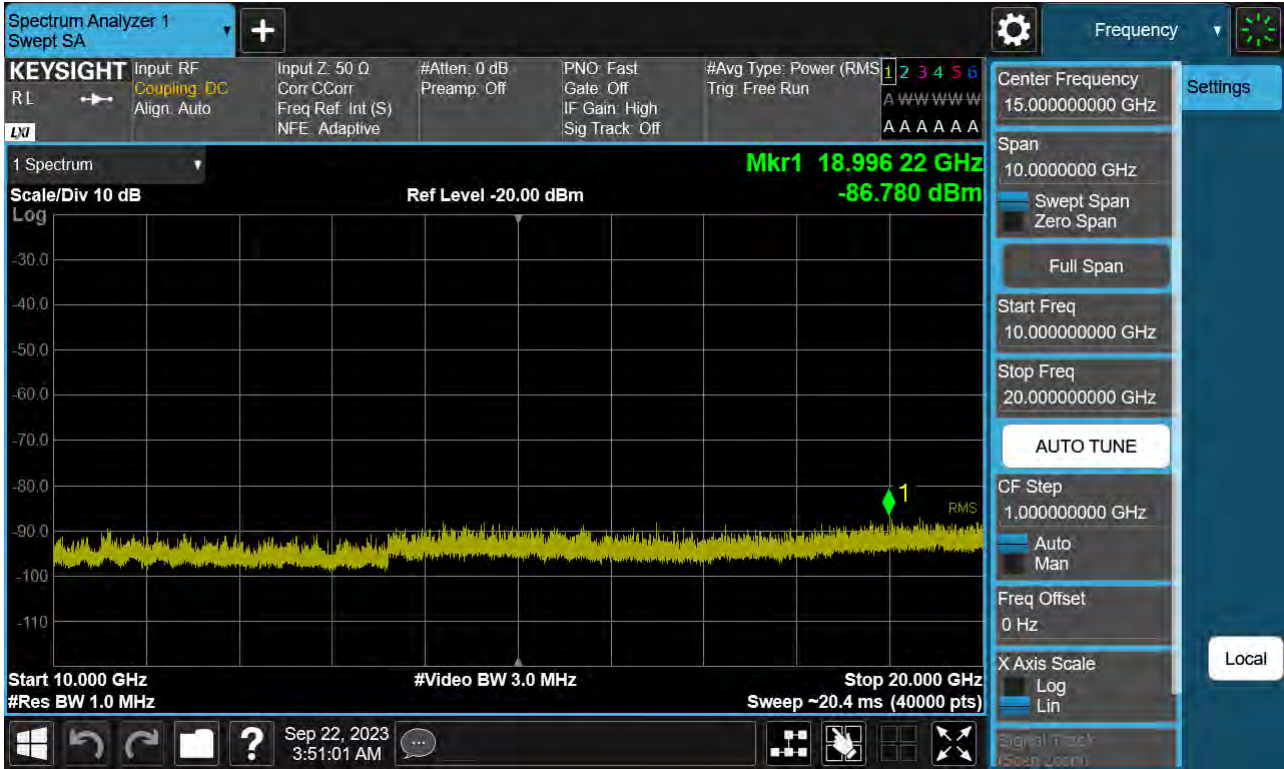 Spectrum Analyzer 1
Swept SA
+
Frequency
KEYSIGHT
R L
LXI
Input: RF
Coupling: DC
Align: Auto
Input Z: 50 Ω
Corr CCorr
Freq Ref: Int (S)
NFE: Adaptive
#Atten: 0 dB
Preamp: Off
PNO: Fast
Gate: Off
IF Gain: High
Sig Track: Off
#Avg Type: Power (RMS
Trig: Free Run
1 2 3 4 5 6
A W W W W W
A A A A A A
1 Spectrum
Scale/Div 10 dB
Log
Ref Level -20.00 dBm
Mkr1 18.996 22 GHz
-86.780 dBm
-30.0
-40.0
-50.0
-60.0
-70.0
-80.0
-90.0
-100
-110
1
RMS
Start 10.000 GHz
#Res BW 1.0 MHz
#Video BW 3.0 MHz
Stop 20.000 GHz
Sweep ~20.4 ms (40000 pts)
Center Frequency
15.000000000 GHz
Span
10.0000000 GHz
Swept Span
Zero Span
Full Span
Start Freq
10.000000000 GHz
Stop Freq
20.000000000 GHz
AUTO TUNE
CF Step
1.000000000 GHz
Auto
Man
Freq Offset
0 Hz
X Axis Scale
Log
Lin
Signal Track
(Span Zoom)
Settings
Local
?
Sep 22, 2023
3:51:01 AM